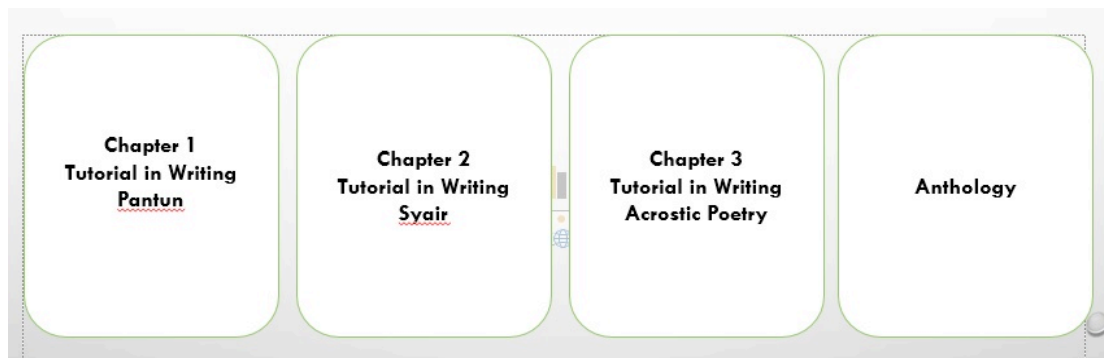 Chapter 1
Tutorial in Writing
Pantun
Chapter 2
Tutorial in Writing
Syair
Chapter 3
Tutorial in Writing
Acrostic Poetry
Anthology